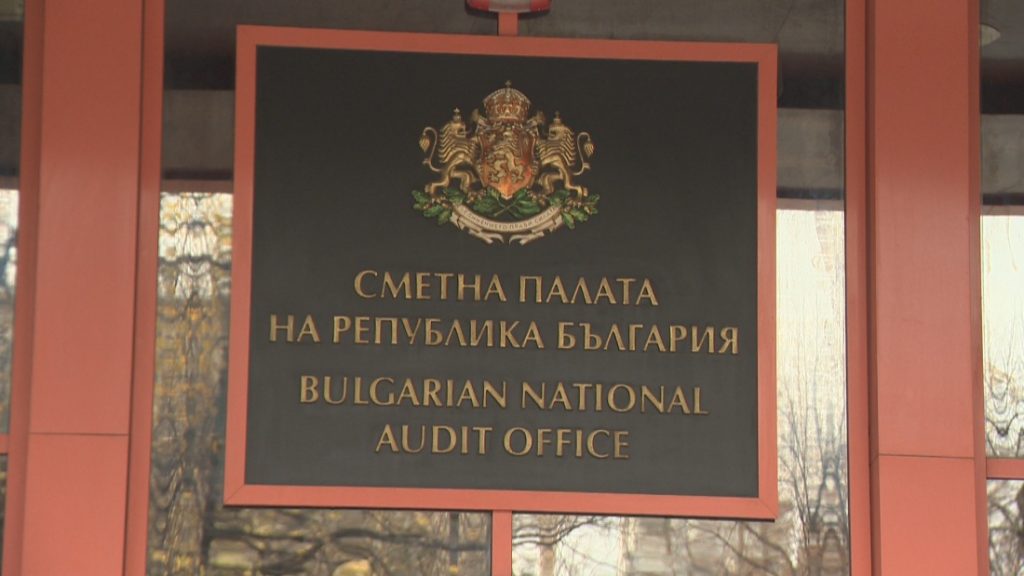 СМЕТНА ПАЛАТА
НА РЕПУБЛИКА БЪЛГАРИЯ
BULGARIAN NATIONAL
AUDIT OFFICE